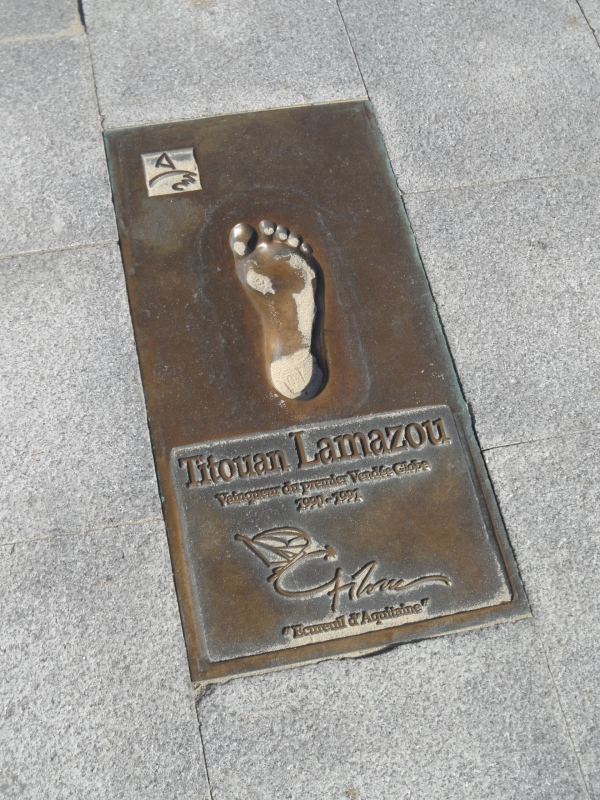 Titouan Lamazou
Vainqueur du premier Vendée Globe
1990 - 1991
"Ecureuil d'Aquitaine"